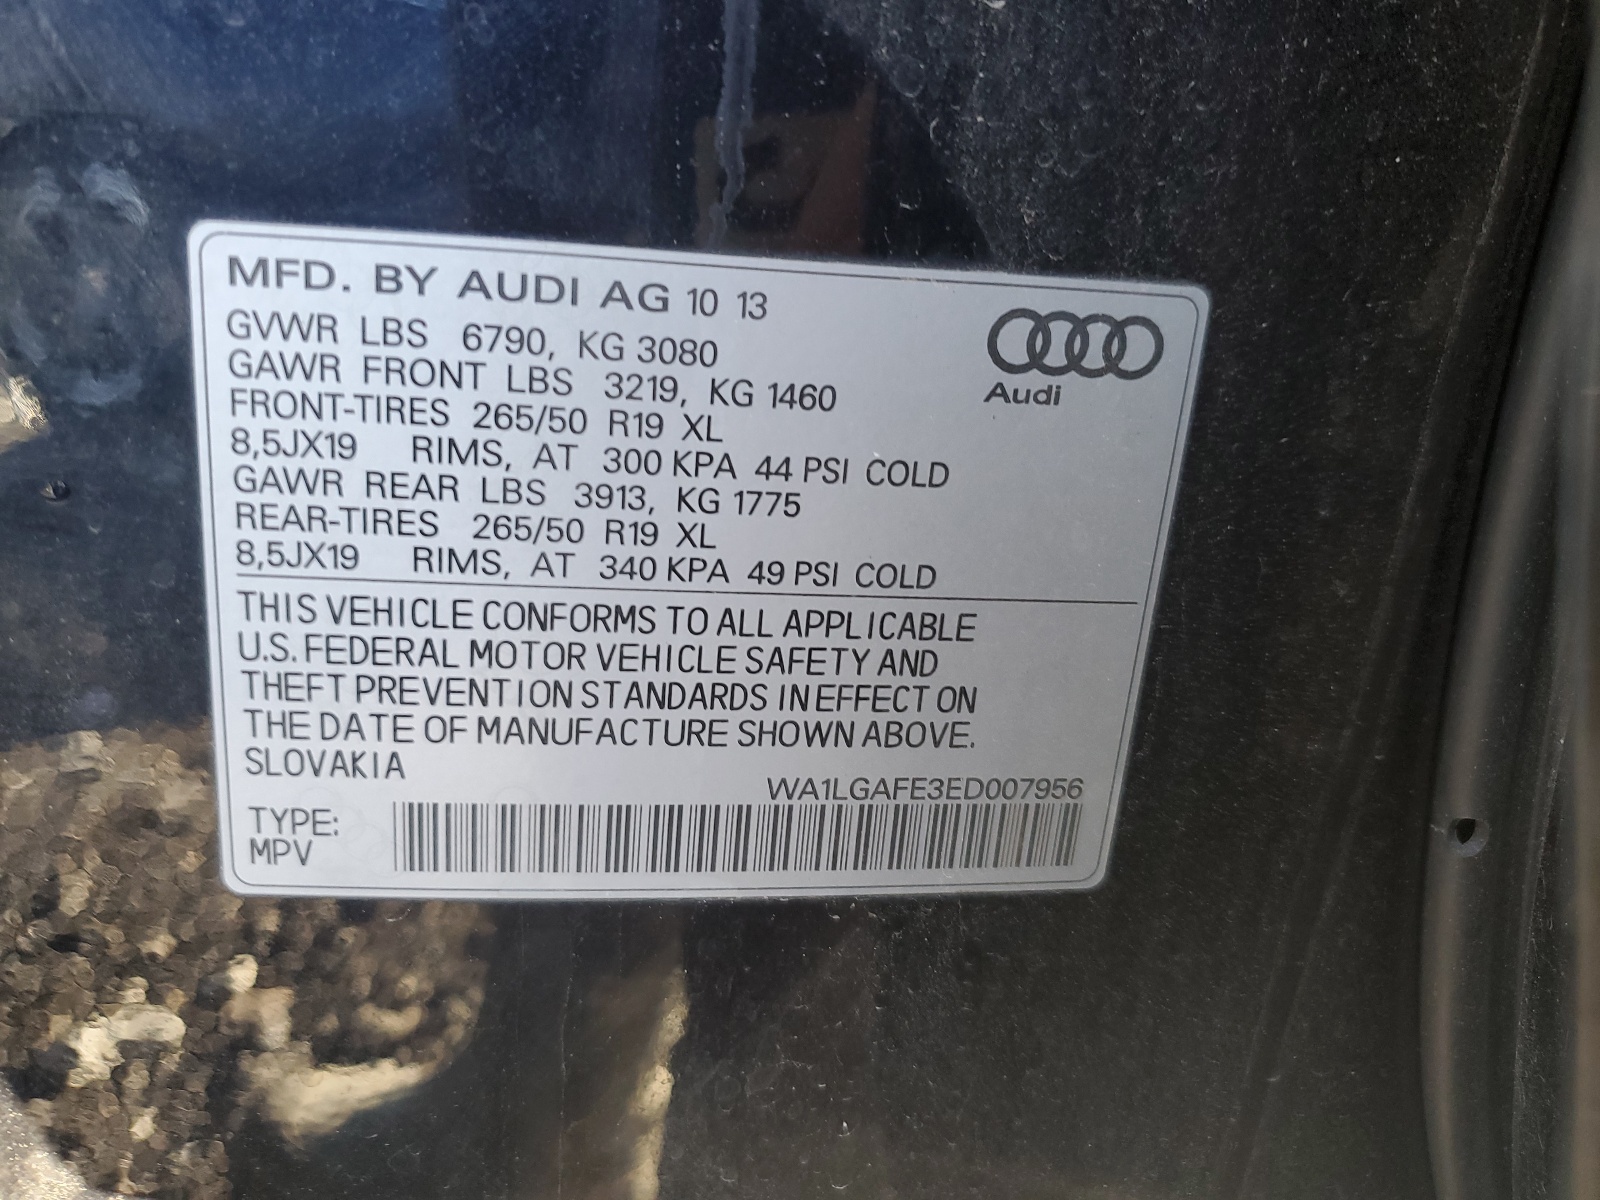 MFD. BY AUDI AG 10 13
GVWR LBS 6790, KG 3080
GAWR FRONT LBS 3219, KG 1460
FRONT-TIRES 265/50 R19 XL
8,5JX19 RIMS, AT 300 KPA 44 PSI COLD
GAWR REAR LBS 3913, KG 1775
REAR-TIRES 265/50 R19 XL
8,5JX19 RIMS, AT 340 KPA 49 PSI COLD
Audi
THIS VEHICLE CONFORMS TO ALL APPLICABLE
U.S. FEDERAL MOTOR VEHICLE SAFETY AND
THEFT PREVENTION STANDARDS IN EFFECT ON
THE DATE OF MANUFACTURE SHOWN ABOVE.
SLOVAKIA
WA1LGAFE3ED007956
TYPE:
MPV